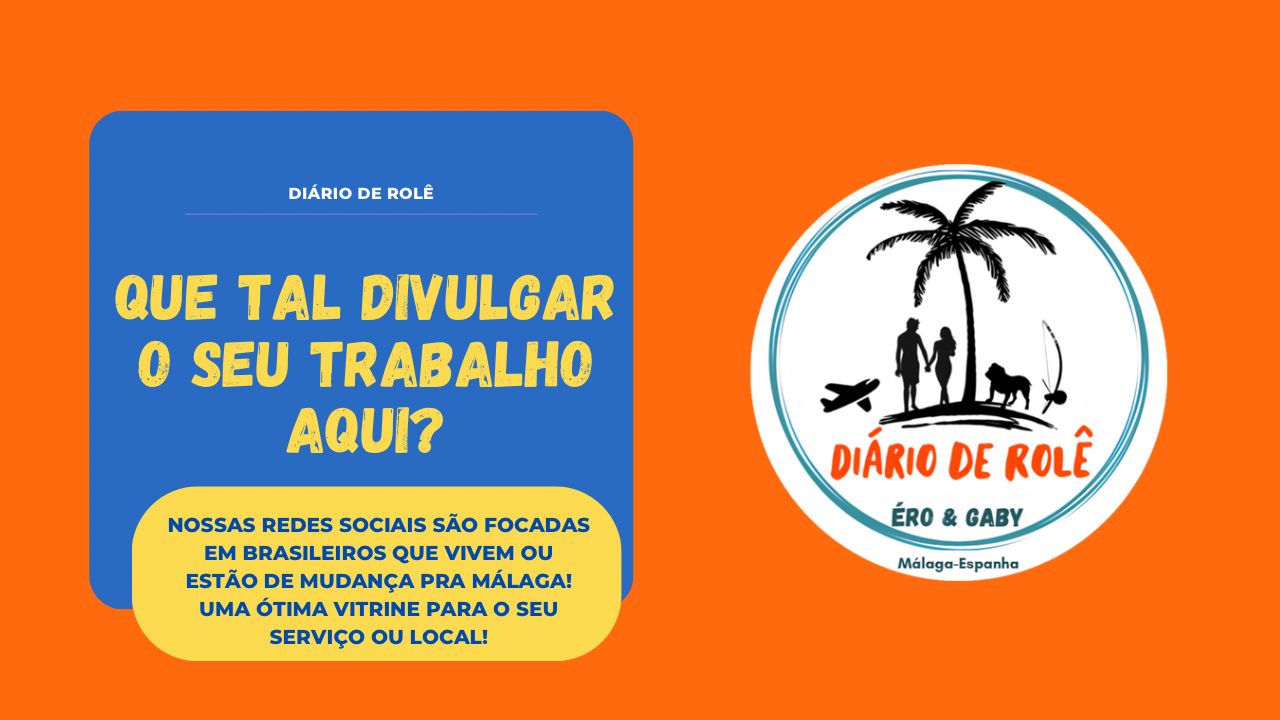 DIÁRIO DE ROLÊ
QUE TAL DIVULGAR
O SEU TRABALHO
AQUI?
NOSSAS REDES SOCIAIS SÃO FOCADAS
EM BRASILEIROS QUE VIVEM OU
ESTÃO DE MUDANÇA PRA MÁLAGA!
UMA ÓTIMA VITRINE PARA O SEU
SERVIÇO OU LOCAL!
DIÁRIO DE ROLÊ
ÉRO & GABY
Málaga-Espanha